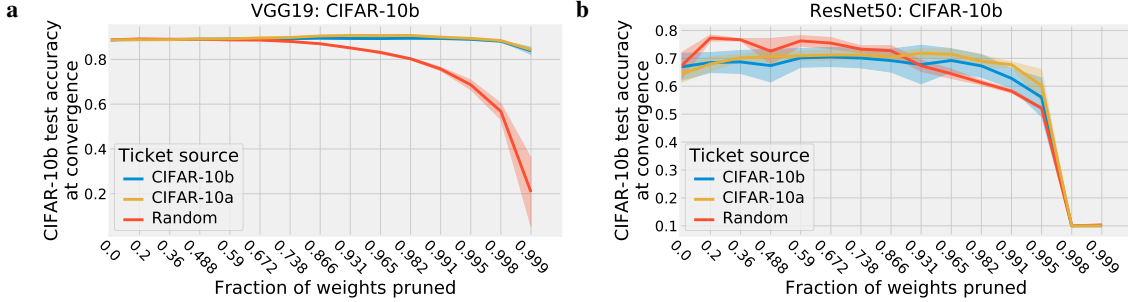 a
VGG19: CIFAR-10b
CIFAR-10b test accuracy
at convergence
0.8
0.6
0.4
0.2
Ticket source
CIFAR-10b
CIFAR-10a
Random
0.0
0.2
0.36
0.488
0.59
0.672
0.738
0.866
0.931
0.965
0.982
0.991
0.995
0.998
0.999
Fraction of weights pruned
b
ResNet50: CIFAR-10b
CIFAR-10b test accuracy
at convergence
0.8
0.7
0.6
0.5
0.4
0.3
0.2
0.1
Ticket source
CIFAR-10b
CIFAR-10a
Random
0.0
0.2
0.36
0.488
0.59
0.672
0.738
0.866
0.931
0.965
0.982
0.991
0.995
0.998
0.999
Fraction of weights pruned